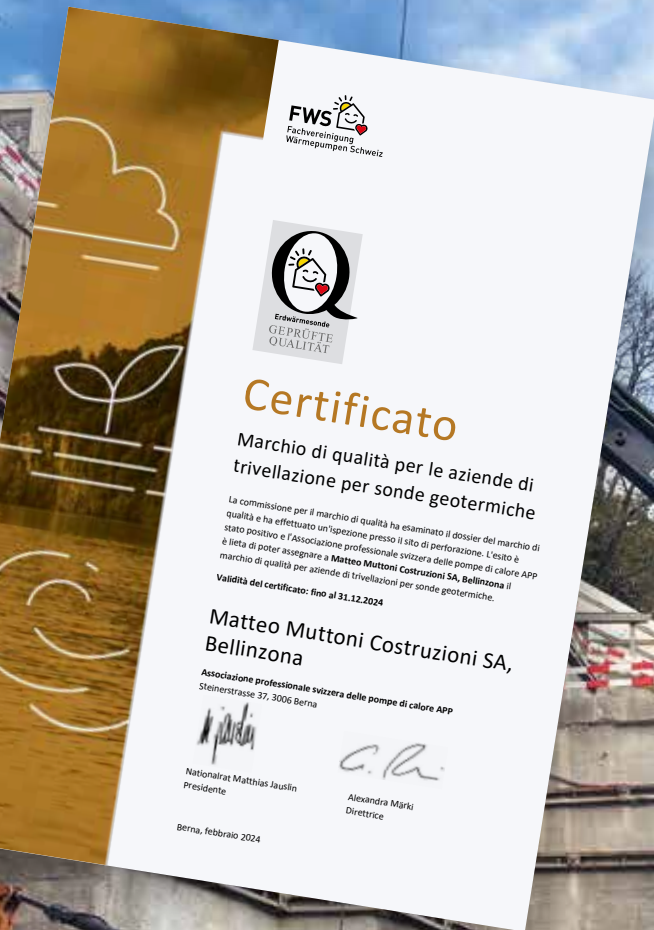 FWS
Fachvereinigung
Wärmepumpen Schweiz
Q
Erdwärmesonde
GEPRÜFTE
QUALITÄT
Certificato
Marchio di qualità per le aziende di
trivellazione per sonde geotermiche
La commissione per il marchio di qualità ha esaminato il dossier del marchio di
qualità e ha effettuato un'ispezione presso il sito di perforazione. L'esito è
stato positivo e l'Associazione professionale svizzera delle pompe di calore APP
è lieta di poter assegnare a Matteo Muttoni Costruzioni SA, Bellinzona il
marchio di qualità per aziende di trivellazioni per sonde geotermiche.
Validità del certificato: fino al 31.12.2024
Matteo Muttoni Costruzioni SA,
Bellinzona
Associazione professionale svizzera delle pompe di calore APP
Steinerstrasse 37, 3006 Berna
Nationalrat Matthias Jauslin
Presidente
Alexandra Märki
Direttrice
Berna, febbraio 2024